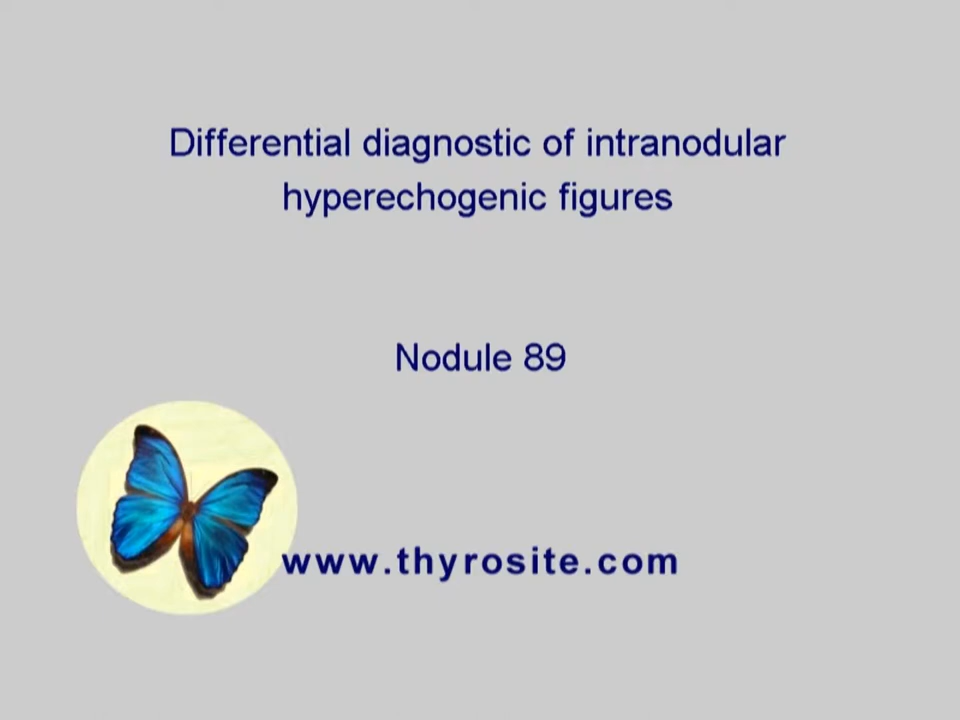 Differential diagnostic of intranodular
hyperechogenic figures
Nodule 89
www.thyrosite.com